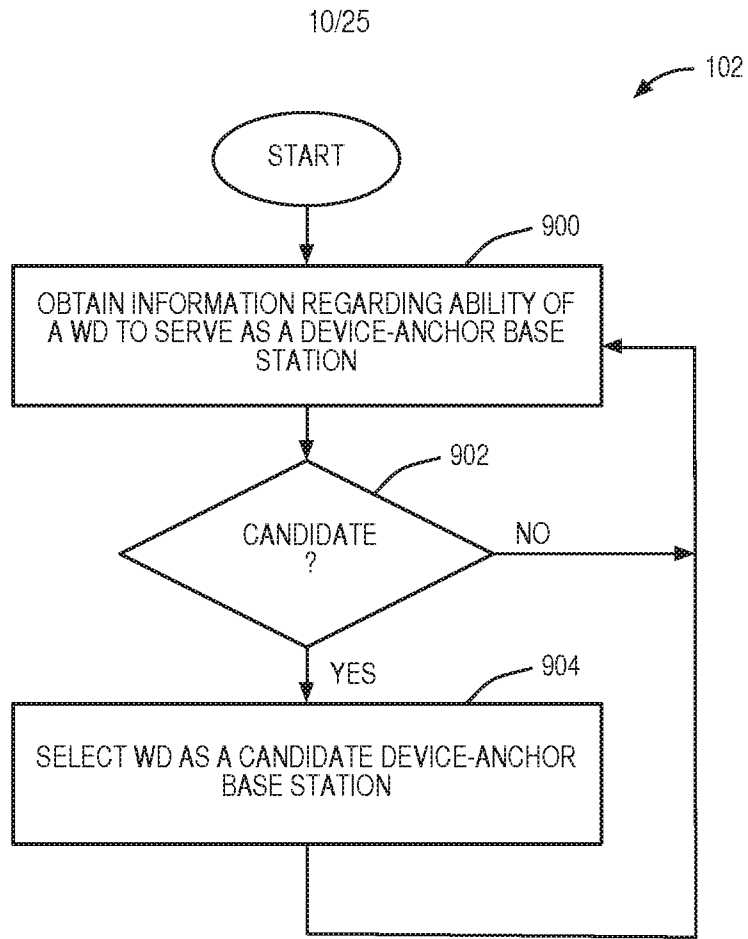 10/25
102
START
900
OBTAIN INFORMATION REGARDING ABILITY OF
A WD TO SERVE AS A DEVICE-ANCHOR BASE
STATION
902
CANDIDATE
?
NO
YES
904
SELECT WD AS A CANDIDATE DEVICE-ANCHOR
BASE STATION